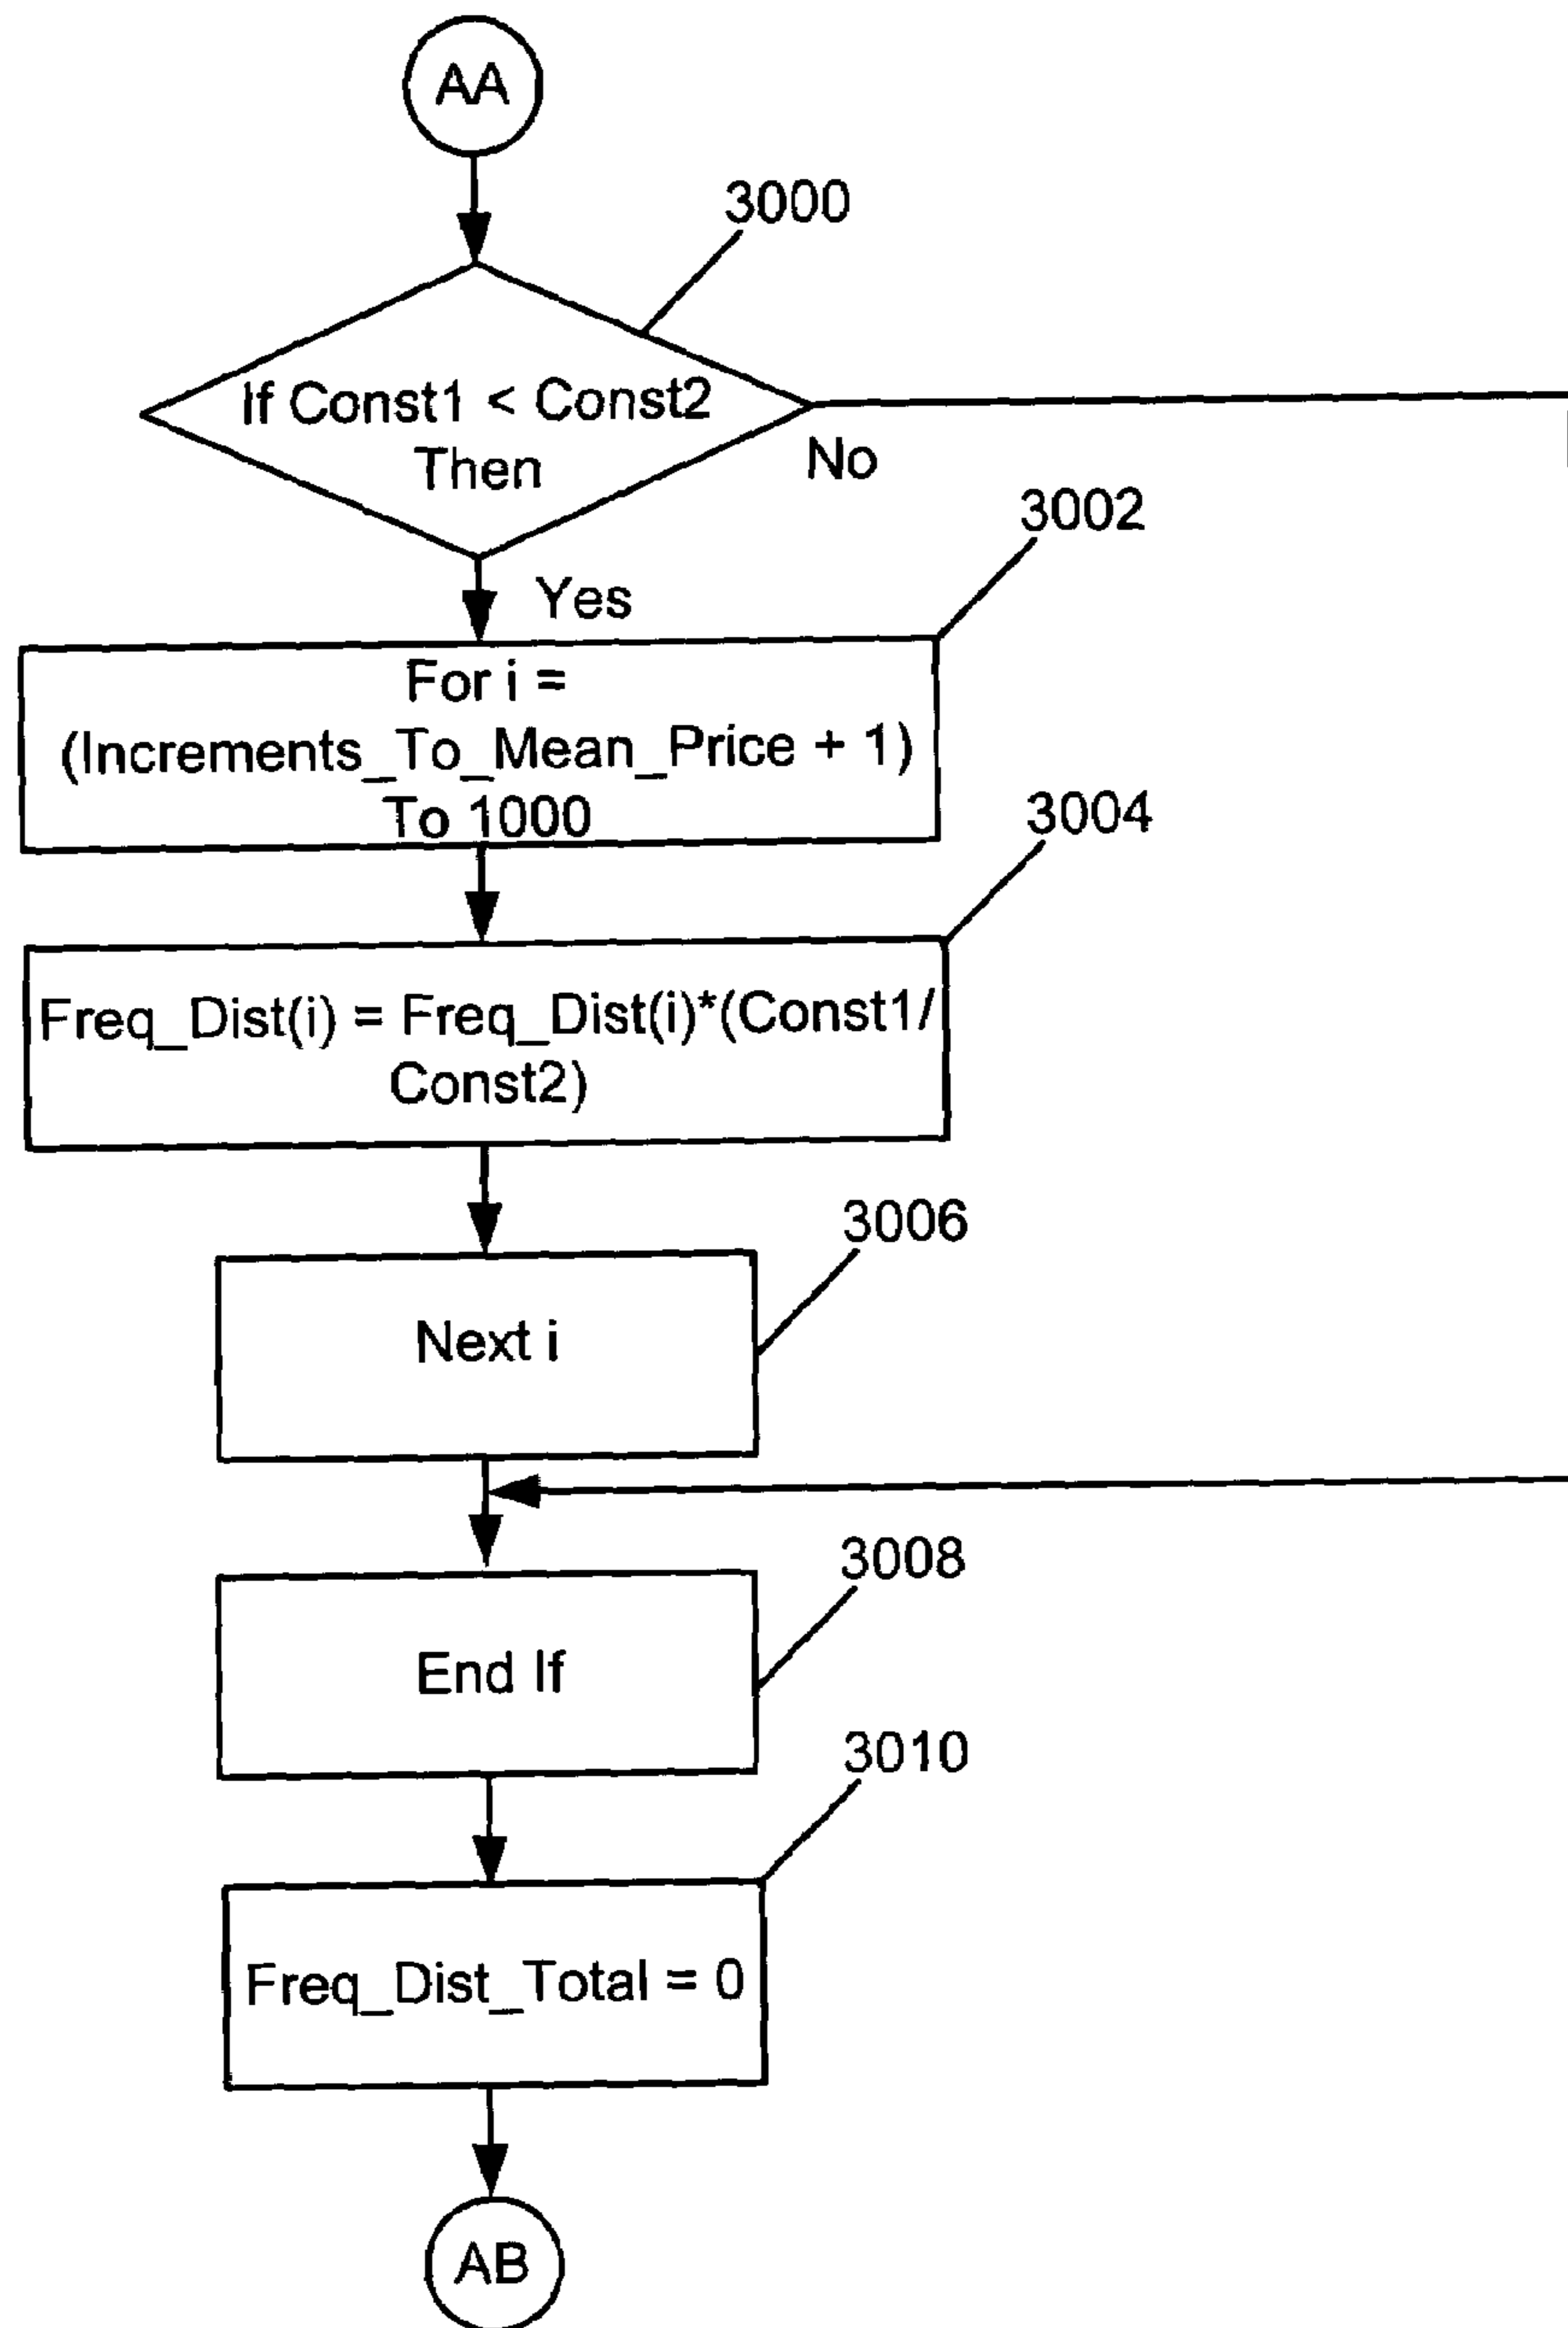 AA
3000
If Const1 < Const2
Then
No
3002
Yes
For i =
(Increments_To_Mean_Price + 1)
To 1000
3004
Freq_Dist(i) = Freq_Dist(i)*(Const1/
Const2)
3006
Next i
3008
End If
3010
Freq_Dist_Total = 0
AB